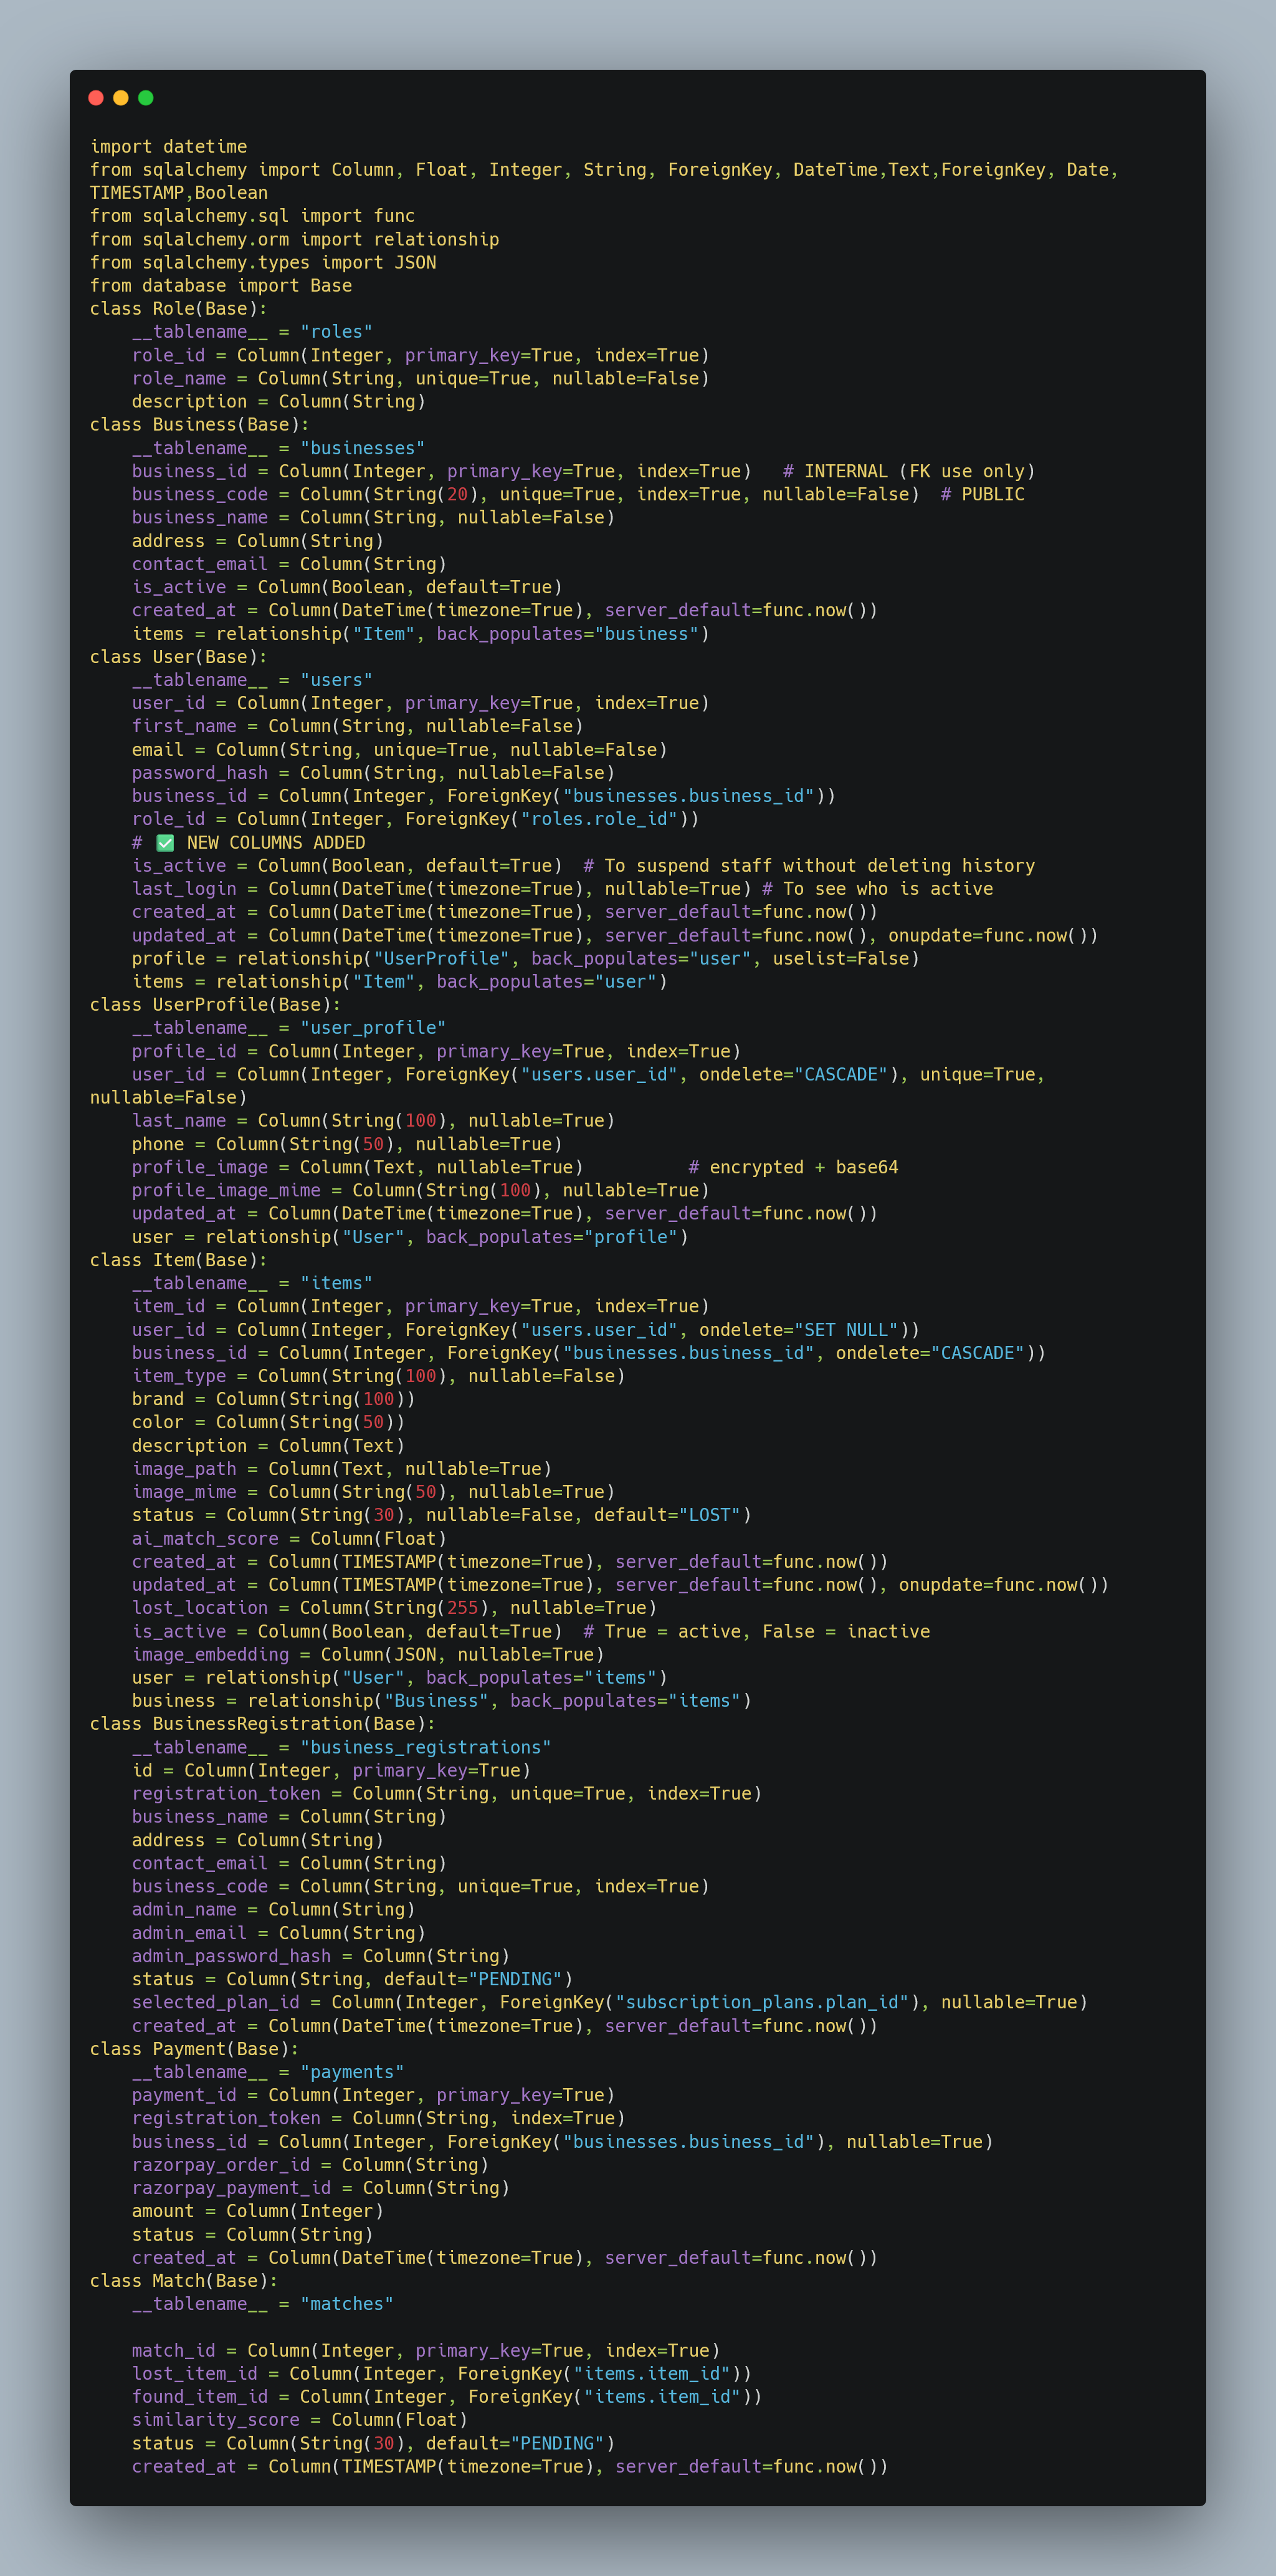 import datetime
from sqlalchemy import Column, Float, Integer, String, ForeignKey, DateTime,Text,ForeignKey, Date,
TIMESTAMP,Boolean
from sqlalchemy.sql import func
from sqlalchemy.orm import relationship
from sqlalchemy.types import JSON
from database import Base
class Role(Base):
    __tablename__ = "roles"
    role_id = Column(Integer, primary_key=True, index=True)
    role_name = Column(String, unique=True, nullable=False)
    description = Column(String)
class Business(Base):
    __tablename__ = "businesses"
    business_id = Column(Integer, primary_key=True, index=True)   # INTERNAL (FK use only)
    business_code = Column(String(20), unique=True, index=True, nullable=False)  # PUBLIC
    business_name = Column(String, nullable=False)
    address = Column(String)
    contact_email = Column(String)
    is_active = Column(Boolean, default=True)
    created_at = Column(DateTime(timezone=True), server_default=func.now())
    items = relationship("Item", back_populates="business")
class User(Base):
    __tablename__ = "users"
    user_id = Column(Integer, primary_key=True, index=True)
    first_name = Column(String, nullable=False)
    email = Column(String, unique=True, nullable=False)
    password_hash = Column(String, nullable=False)
    business_id = Column(Integer, ForeignKey("businesses.business_id"))
    role_id = Column(Integer, ForeignKey("roles.role_id"))
    # ✅ NEW COLUMNS ADDED
    is_active = Column(Boolean, default=True)  # To suspend staff without deleting history
    last_login = Column(DateTime(timezone=True), nullable=True) # To see who is active
    created_at = Column(DateTime(timezone=True), server_default=func.now())
    updated_at = Column(DateTime(timezone=True), server_default=func.now(), onupdate=func.now())
    profile = relationship("UserProfile", back_populates="user", uselist=False)
    items = relationship("Item", back_populates="user")
class UserProfile(Base):
    __tablename__ = "user_profile"
    profile_id = Column(Integer, primary_key=True, index=True)
    user_id = Column(Integer, ForeignKey("users.user_id", ondelete="CASCADE"), unique=True,
nullable=False)
    last_name = Column(String(100), nullable=True)
    phone = Column(String(50), nullable=True)
    profile_image = Column(Text, nullable=True)          # encrypted + base64
    profile_image_mime = Column(String(100), nullable=True)
    updated_at = Column(DateTime(timezone=True), server_default=func.now())
    user = relationship("User", back_populates="profile")
class Item(Base):
    __tablename__ = "items"
    item_id = Column(Integer, primary_key=True, index=True)
    user_id = Column(Integer, ForeignKey("users.user_id", ondelete="SET NULL"))
    business_id = Column(Integer, ForeignKey("businesses.business_id", ondelete="CASCADE"))
    item_type = Column(String(100), nullable=False)
    brand = Column(String(100))
    color = Column(String(50))
    description = Column(Text)
    image_path = Column(Text, nullable=True)
    image_mime = Column(String(50), nullable=True)
    status = Column(String(30), nullable=False, default="LOST")
    ai_match_score = Column(Float)
    created_at = Column(TIMESTAMP(timezone=True), server_default=func.now())
    updated_at = Column(TIMESTAMP(timezone=True), server_default=func.now(), onupdate=func.now())
    lost_location = Column(String(255), nullable=True)
    is_active = Column(Boolean, default=True)  # True = active, False = inactive
    image_embedding = Column(JSON, nullable=True)
    user = relationship("User", back_populates="items")
    business = relationship("Business", back_populates="items")
class BusinessRegistration(Base):
    __tablename__ = "business_registrations"
    id = Column(Integer, primary_key=True)
    registration_token = Column(String, unique=True, index=True)
    business_name = Column(String)
    address = Column(String)
    contact_email = Column(String)
    business_code = Column(String, unique=True, index=True)
    admin_name = Column(String)
    admin_email = Column(String)
    admin_password_hash = Column(String)
    status = Column(String, default="PENDING")
    selected_plan_id = Column(Integer, ForeignKey("subscription_plans.plan_id"), nullable=True)
    created_at = Column(DateTime(timezone=True), server_default=func.now())
class Payment(Base):
    __tablename__ = "payments"
    payment_id = Column(Integer, primary_key=True)
    registration_token = Column(String, index=True)
    business_id = Column(Integer, ForeignKey("businesses.business_id"), nullable=True)
    razorpay_order_id = Column(String)
    razorpay_payment_id = Column(String)
    amount = Column(Integer)
    status = Column(String)
    created_at = Column(DateTime(timezone=True), server_default=func.now())
class Match(Base):
    __tablename__ = "matches"

    match_id = Column(Integer, primary_key=True, index=True)
    lost_item_id = Column(Integer, ForeignKey("items.item_id"))
    found_item_id = Column(Integer, ForeignKey("items.item_id"))
    similarity_score = Column(Float)
    status = Column(String(30), default="PENDING")
    created_at = Column(TIMESTAMP(timezone=True), server_default=func.now())